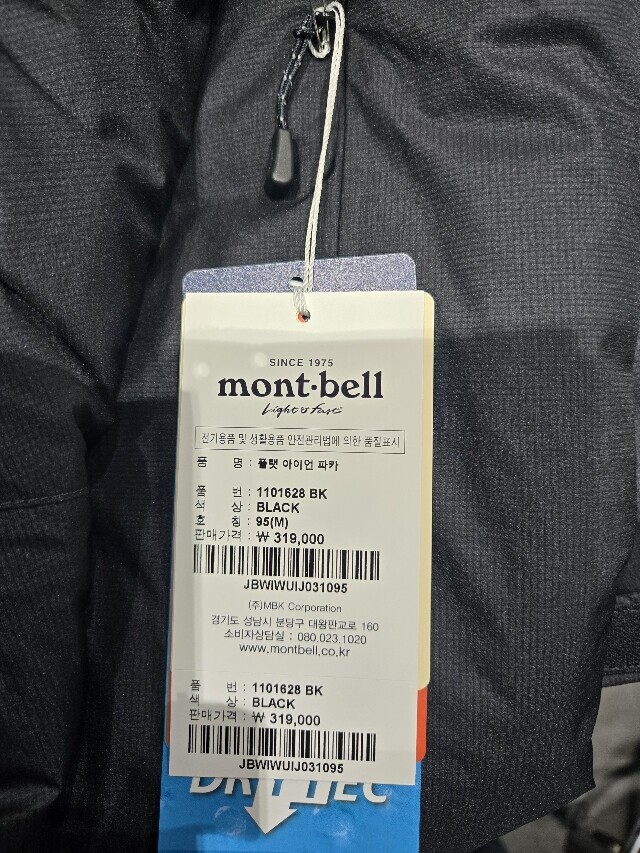 SINCE 1975
mont·bell
Light & Fast
전기용품 및 생활용품 안전관리법에 의한 품질표시
품 명 : 플랫 아이언 파카
품 번 : 1101628 BK
색 상 : BLACK
호 칭 : 95(M)
판매가격 : ₩ 319,000
JBWIWUIJ031095
(주)MBK Corporation
경기도 성남시 분당구 대왕판교로 160
소비자상담실 : 080.023.1020
www.montbell.co.kr
품 번 : 1101628 BK
색 상 : BLACK
판매가격 : ₩ 319,000
JBWIWUIJ031095